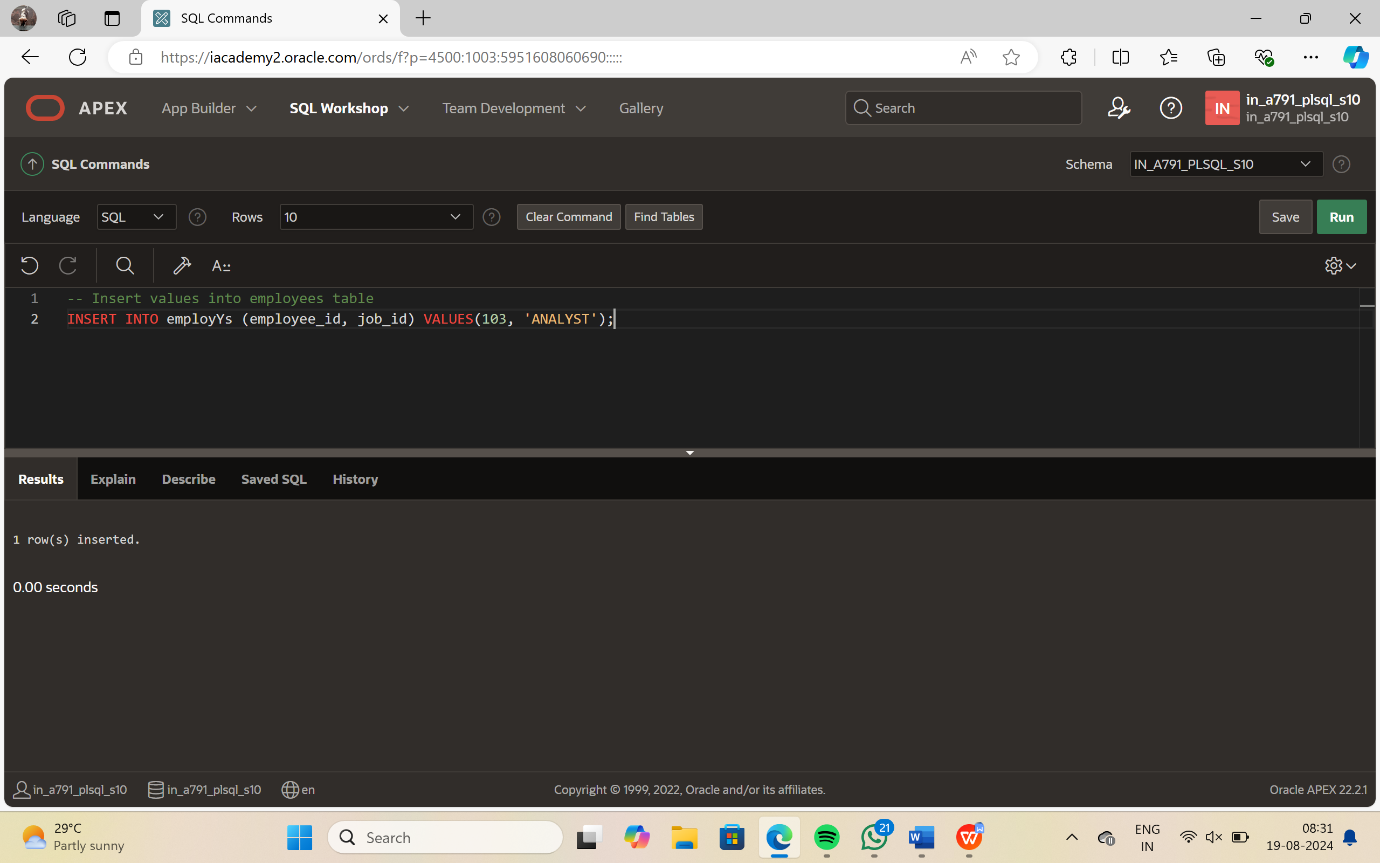 SQL Commands
https://iacademy2.oracle.com/ords/f?p=4500:1003:5951608060690:::::
APEX App Builder SQL Workshop Team Development Gallery Search IN in_a791_plsql_s10
in_a791_plsql_s10
SQL Commands Schema IN_A791_PLSQL_S10
Language SQL Rows 10 Clear Command Find Tables Save Run
1 -- Insert values into employees table
2 INSERT INTO employYs (employee_id, job_id) VALUES(103, 'ANALYST');
Results Explain Describe Saved SQL History
1 row(s) inserted.
0.00 seconds
in_a791_plsql_s10 in_a791_plsql_s10 en Copyright © 1999, 2022, Oracle and/or its affiliates. Oracle APEX 22.2.1
29°C
Partly sunny
Search
21
ENG
IN
08:31
19-08-2024